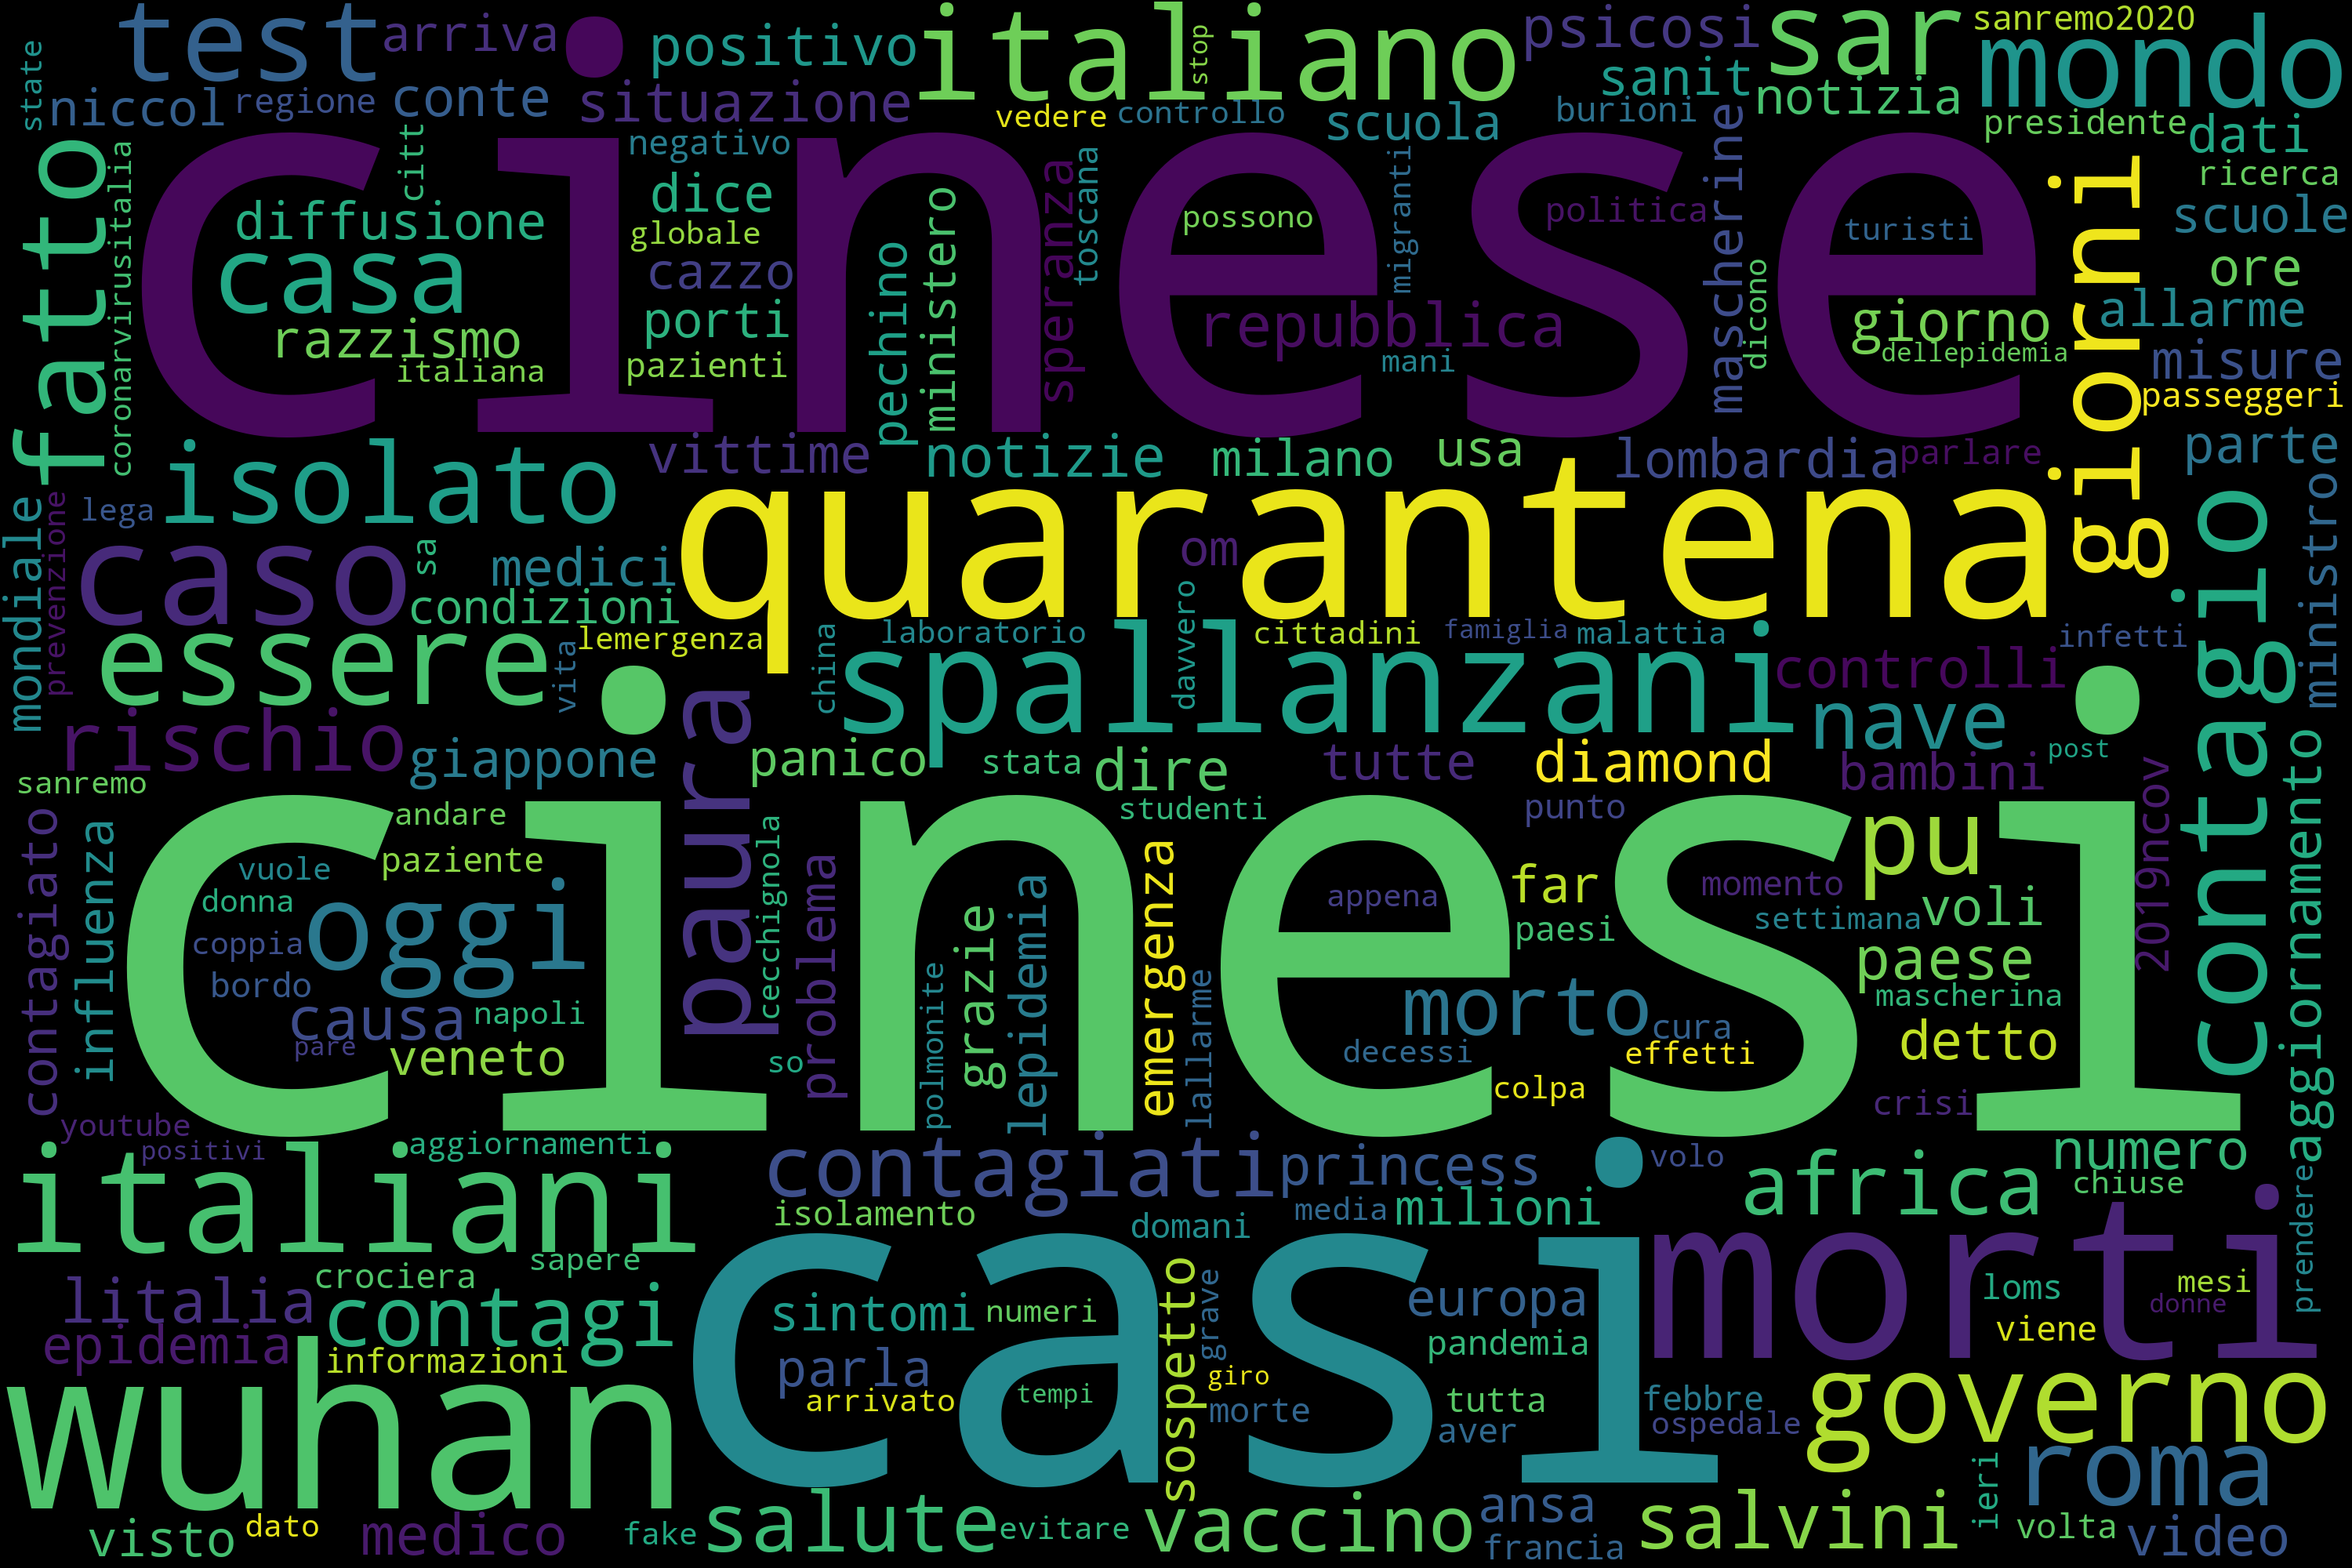 test
arriva
positivo
italiano
stop
psicosi
sar
sanremo2020
mondo
state
niccol
regione
conte
situazione
vedere
controllo
scuola
burioni
sanit
notizia
presidente
dati
fatto
coronarvirusitalia
citt
negativo
cinese
diffusione
dice
globale
casa
cazzo
razzismo
porti
italiana
pazienti
pechino
ministero
speranza
toscana
possono
migranti
politica
repubblica
mani
mascherine
dicono
turisti
giorno
dellepidemia
giorni
ricerca
scuole
ore
allarme
misure
passeggeri
vittime
notizie
milano
usa
lombardia
parlare
parte
mondiale
prevenzione
lega
isolato
caso
sa
medici
condizioni
quarantena
om
contagio
ministro
essere
vita
lemergenza
china
laboratorio
spallanzani
davvero
cittadini
famiglia
malattia
controlli
infetti
rischio
giappone
paura
panico
stata
dire
tutte
diamond
nave
bambini
post
sanremo
andare
studenti
punto
cinesi
contagiato
influenza
vuole
paziente
donna
oggi
coppia
bordo
causa
napoli
pare
veneto
cecchignola
so
problema
polmonite
grazie
lepidemia
emergenza
lallarme
appena
far
paesi
momento
settimana
pu
voli
paese
2019ncov
aggiornamento
morto
cura
mascherina
decessi
effetti
detto
colpa
crisi
youtube
positivi
aggiornamenti
italiani
contagiati
princess
volo
africa
numero
chiuse
prendere
isolamento
domani
media
milioni
sapere
crociera
litalia
contagi
epidemia
informazioni
casi
sintomi
numeri
parla
arrivato
tempi
sospetto
grave
giro
morte
europa
pandemia
tutta
aver
morti
loms
mesi
donne
viene
febbre
ospedale
governo
wuhan
roma
visto
dato
medico
fake
salute
evitare
vaccino
ansa
francia
salvini
ieri
volta
video